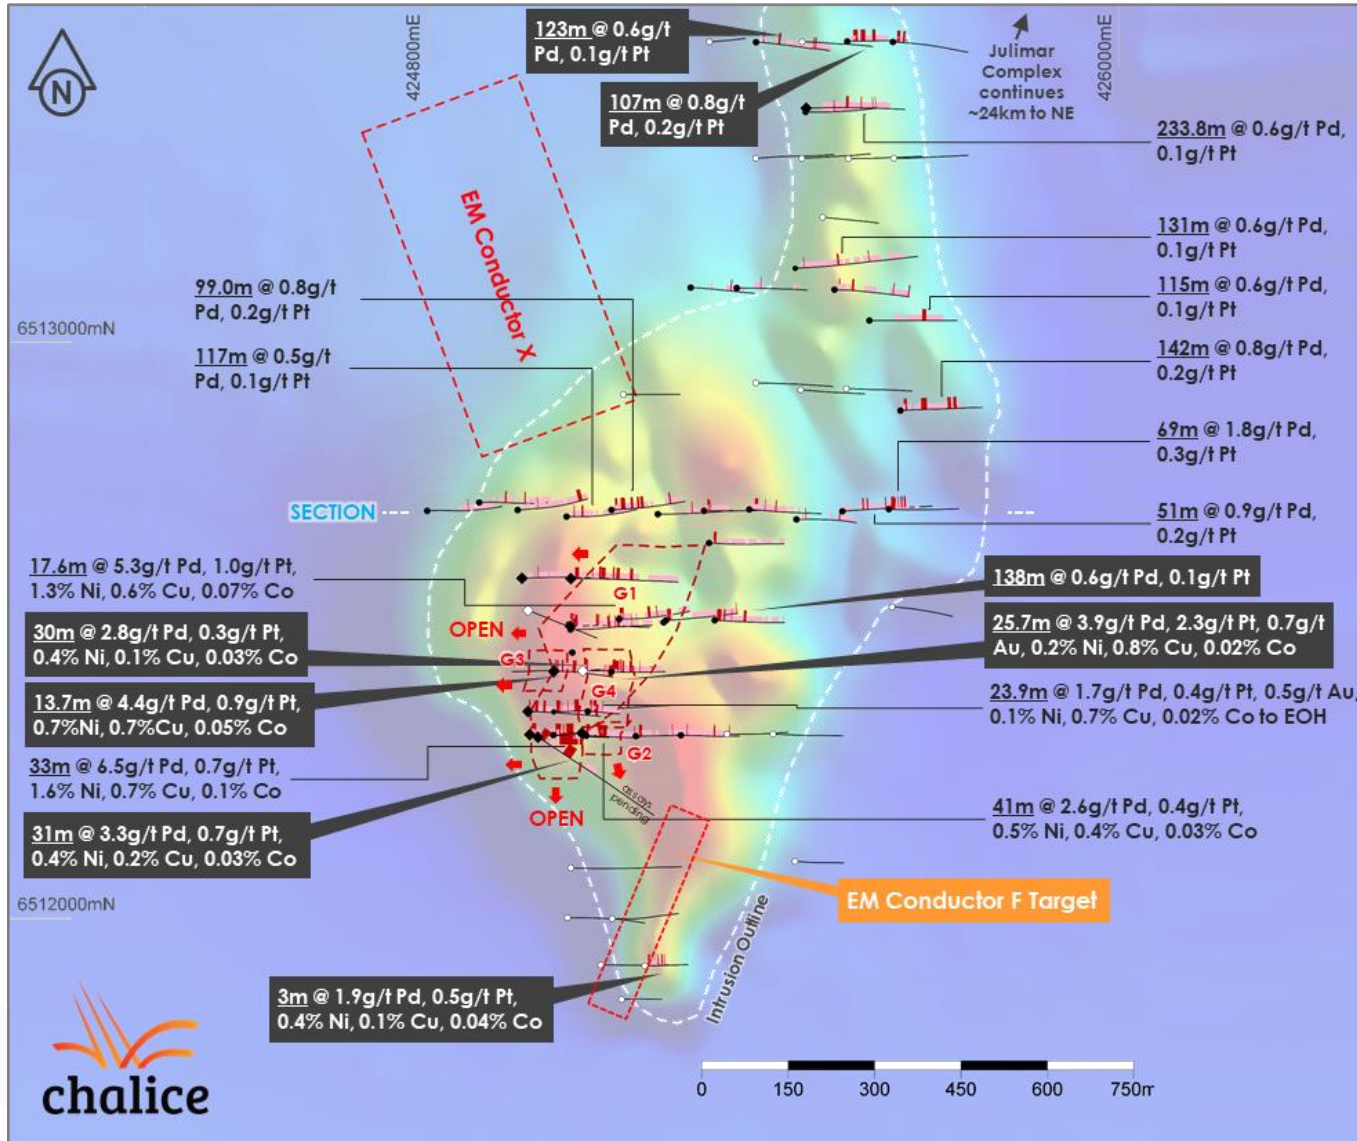 424800mE
426000mE
N
123m @ 0.6g/t
Pd, 0.1g/t Pt
107m @ 0.8g/t
Pd, 0.2g/t Pt
Julimar
Complex
continues
~24km to NE
233.8m @ 0.6g/t Pd,
0.1g/t Pt
131m @ 0.6g/t Pd,
0.1g/t Pt
115m @ 0.6g/t Pd,
0.1g/t Pt
142m @ 0.8g/t Pd,
0.2g/t Pt
69m @ 1.8g/t Pd,
0.3g/t Pt
51m @ 0.9g/t Pd,
0.2g/t Pt
EM Conductor X
99.0m @ 0.8g/t
Pd, 0.2g/t Pt
6513000mN
117m @ 0.5g/t
Pd, 0.1g/t Pt
SECTION
17.6m @ 5.3g/t Pd, 1.0g/t Pt,
1.3% Ni, 0.6% Cu, 0.07% Co
30m @ 2.8g/t Pd, 0.3g/t Pt,
0.4% Ni, 0.1% Cu, 0.03% Co
13.7m @ 4.4g/t Pd, 0.9g/t Pt,
0.7%Ni, 0.7%Cu, 0.05% Co
33m @ 6.5g/t Pd, 0.7g/t Pt,
1.6% Ni, 0.7% Cu, 0.1% Co
31m @ 3.3g/t Pd, 0.7g/t Pt,
0.4% Ni, 0.2% Cu, 0.03% Co
G1
OPEN
G3
G4
G2
OPEN
assays
pending
138m @ 0.6g/t Pd, 0.1g/t Pt
25.7m @ 3.9g/t Pd, 2.3g/t Pt, 0.7g/t
Au, 0.2% Ni, 0.8% Cu, 0.02% Co
23.9m @ 1.7g/t Pd, 0.4g/t Pt, 0.5g/t Au,
0.1% Ni, 0.7% Cu, 0.02% Co to EOH
41m @ 2.6g/t Pd, 0.4g/t Pt,
0.5% Ni, 0.4% Cu, 0.03% Co
EM Conductor F Target
6512000mN
Intrusion Outline
3m @ 1.9g/t Pd, 0.5g/t Pt,
0.4% Ni, 0.1% Cu, 0.04% Co
chalice
0 150 300 450 600 750m